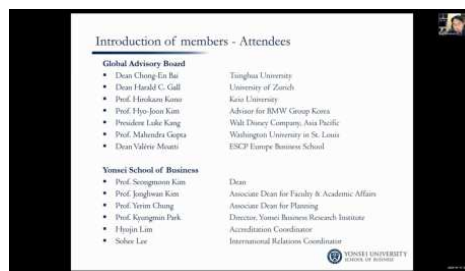 Introduction of members - Attendees
Global Advisory Board
▪ Dean Chong-En Bai Tsinghua University
▪ Dean Harald C. Gall University of Zurich
▪ Prof. Hirokazu Kono Keio University
▪ Prof. Hyo-Joon Kim Advisor for BMW Group Korea
▪ President Luke Kang Walt Disney Company, Asia Pacific
▪ Prof. Mahendra Gupta Washington University in St. Louis
▪ Dean Valérie Moatti ESCP Europe Business School
Yonsei School of Business
▪ Prof. Seongmoon Kim Dean
▪ Prof. Jonghwan Kim Associate Dean for Faculty & Academic Affairs
▪ Prof. Yerim Chung Associate Dean for Planning
▪ Prof. Kyungmin Park Director, Yonsei Business Research Institute
▪ Hyojin Lim Accreditation Coordinator
▪ Sohee Lee International Relations Coordinator
YONSEI UNIVERSITY
SCHOOL OF BUSINESS